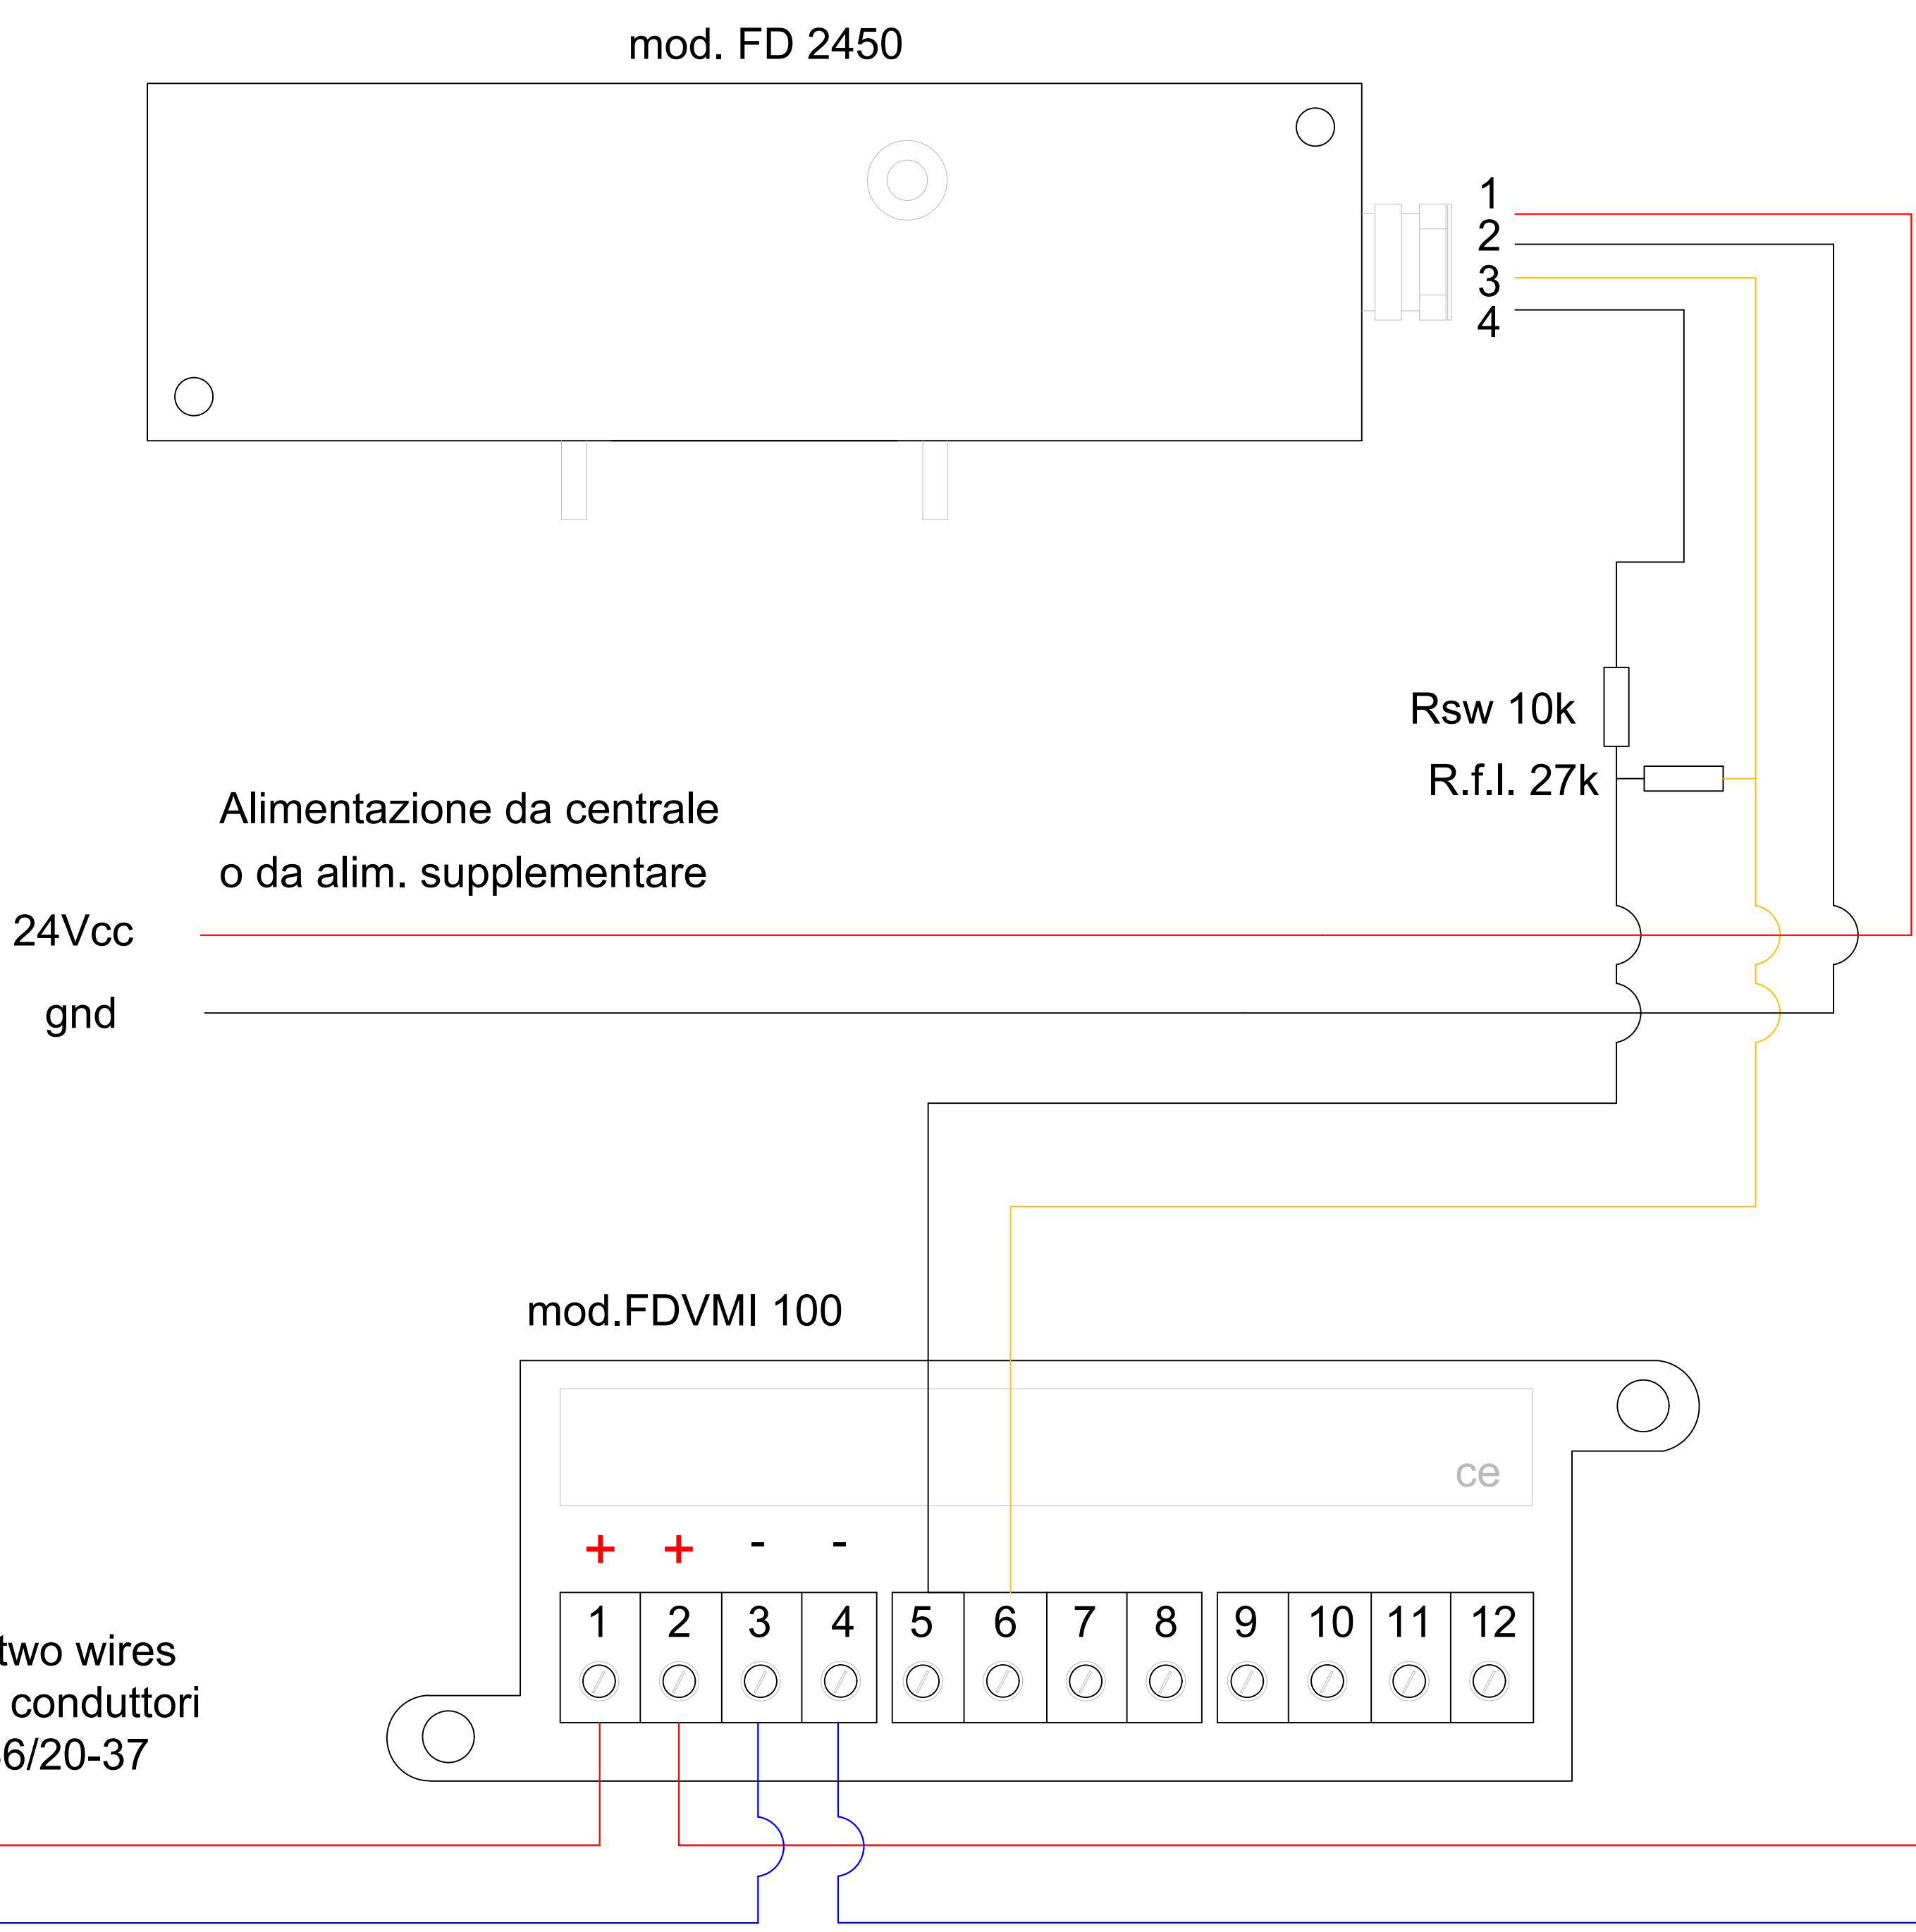 mod. FD 2450
1
2
3
4
Rsw 10k
R.f.l. 27k
Alimentazione da centrale
o da alim. supplementare
24Vcc
gnd
mod.FDVMI 100
ce
+ + - -
1 2 3 4 5 6 7 8 9 10 11 12
two wires
conduttori
6/20-37